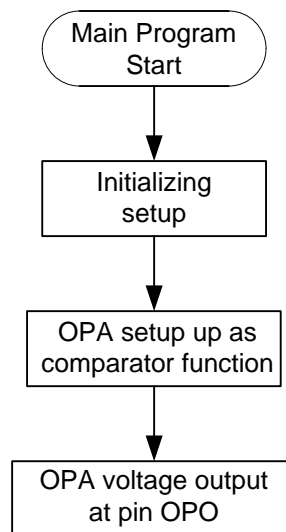 Main Program
Start
Initializing
setup
OPA setup up as
comparator function
OPA voltage output
at pin OPO